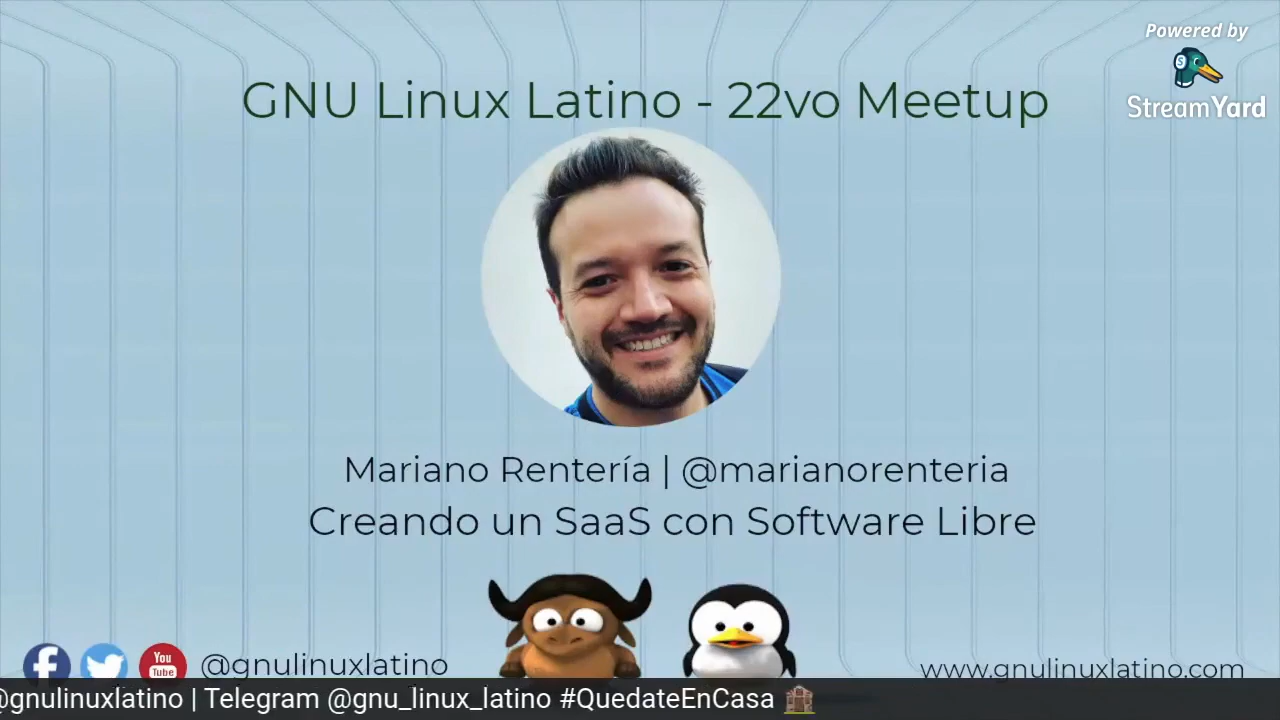 Powered by
StreamYard
GNU Linux Latino - 22vo Meetup
Mariano Rentería | @marianorenteria
Creando un SaaS con Software Libre
You
Tube
@gnulinuxlatino
www.gnulinuxlatino.com
@gnulinuxlatino | Telegram @gnu_linux_latino #QuedateEnCasa